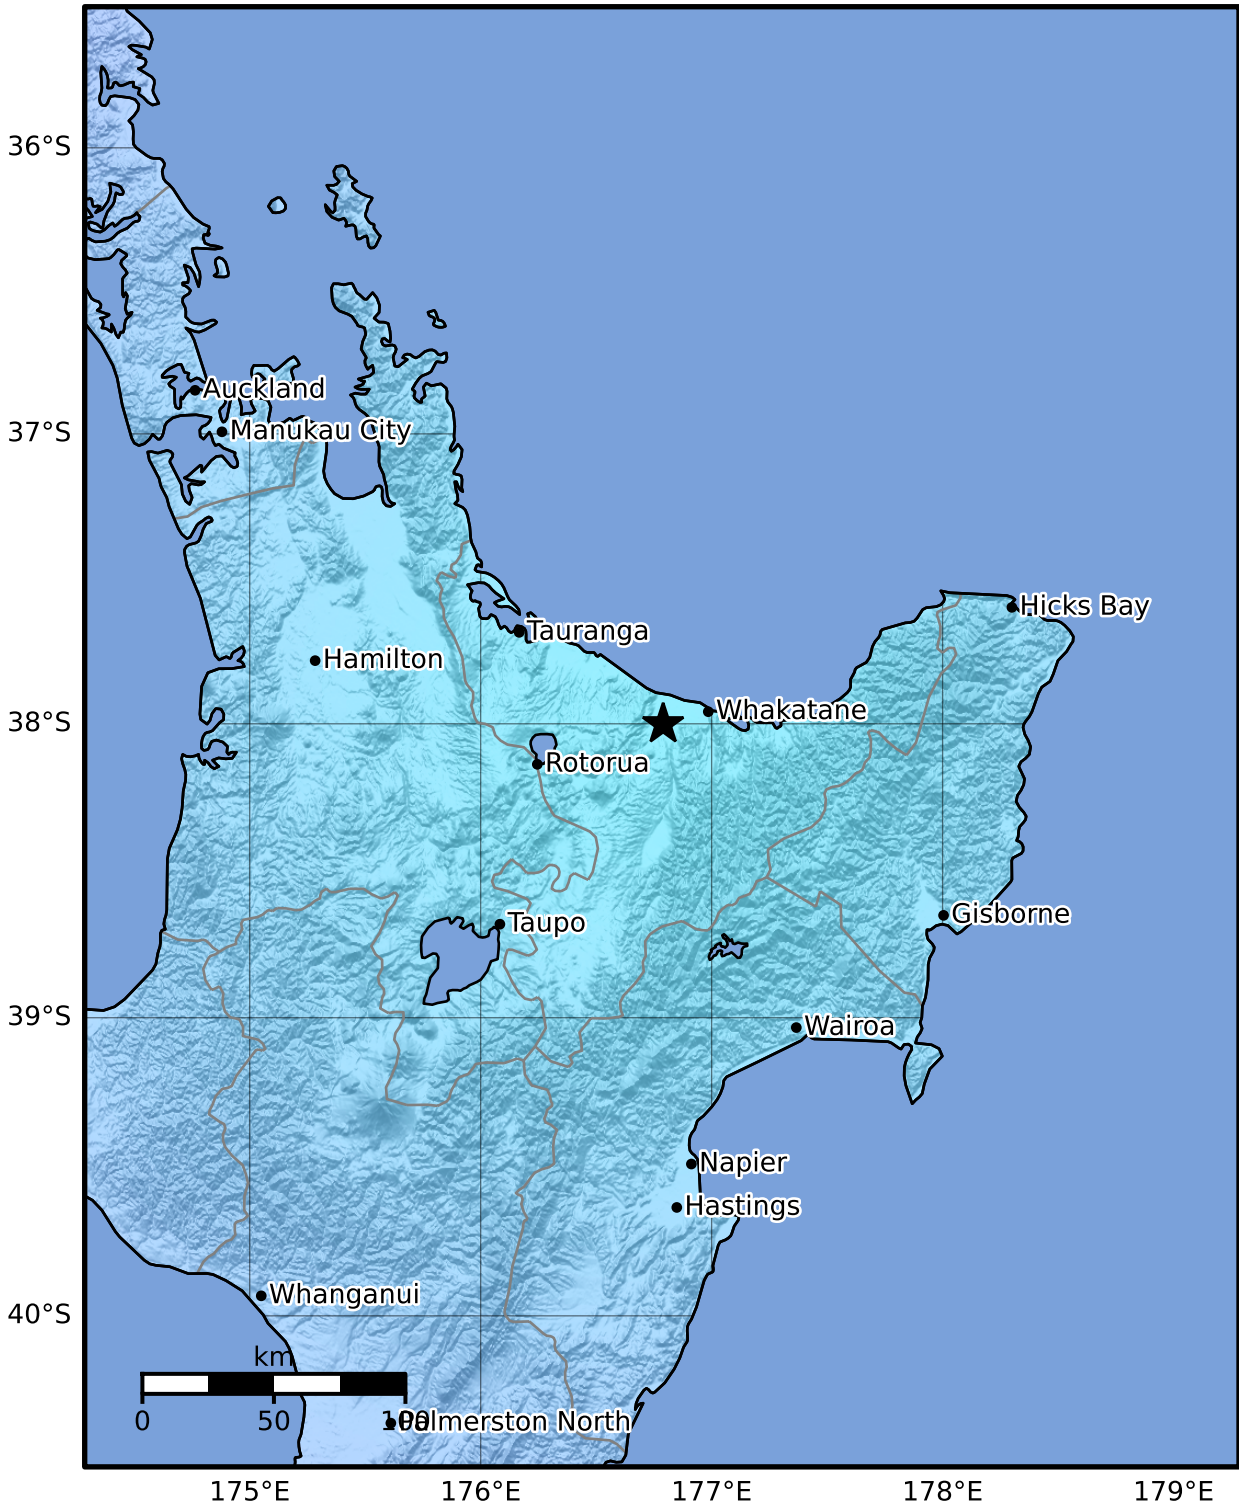 36°S
Auckland
37°S
Manukau City
Hicks Bay
Tauranga
Hamilton
Whakatane
38°S
Rotorua
Gisborne
Taupo
39°S
Wairoa
Napier
Hastings
Whanganui
40°S
km
0 50 100
Palmerston North
175°E 176°E 177°E 178°E 179°E